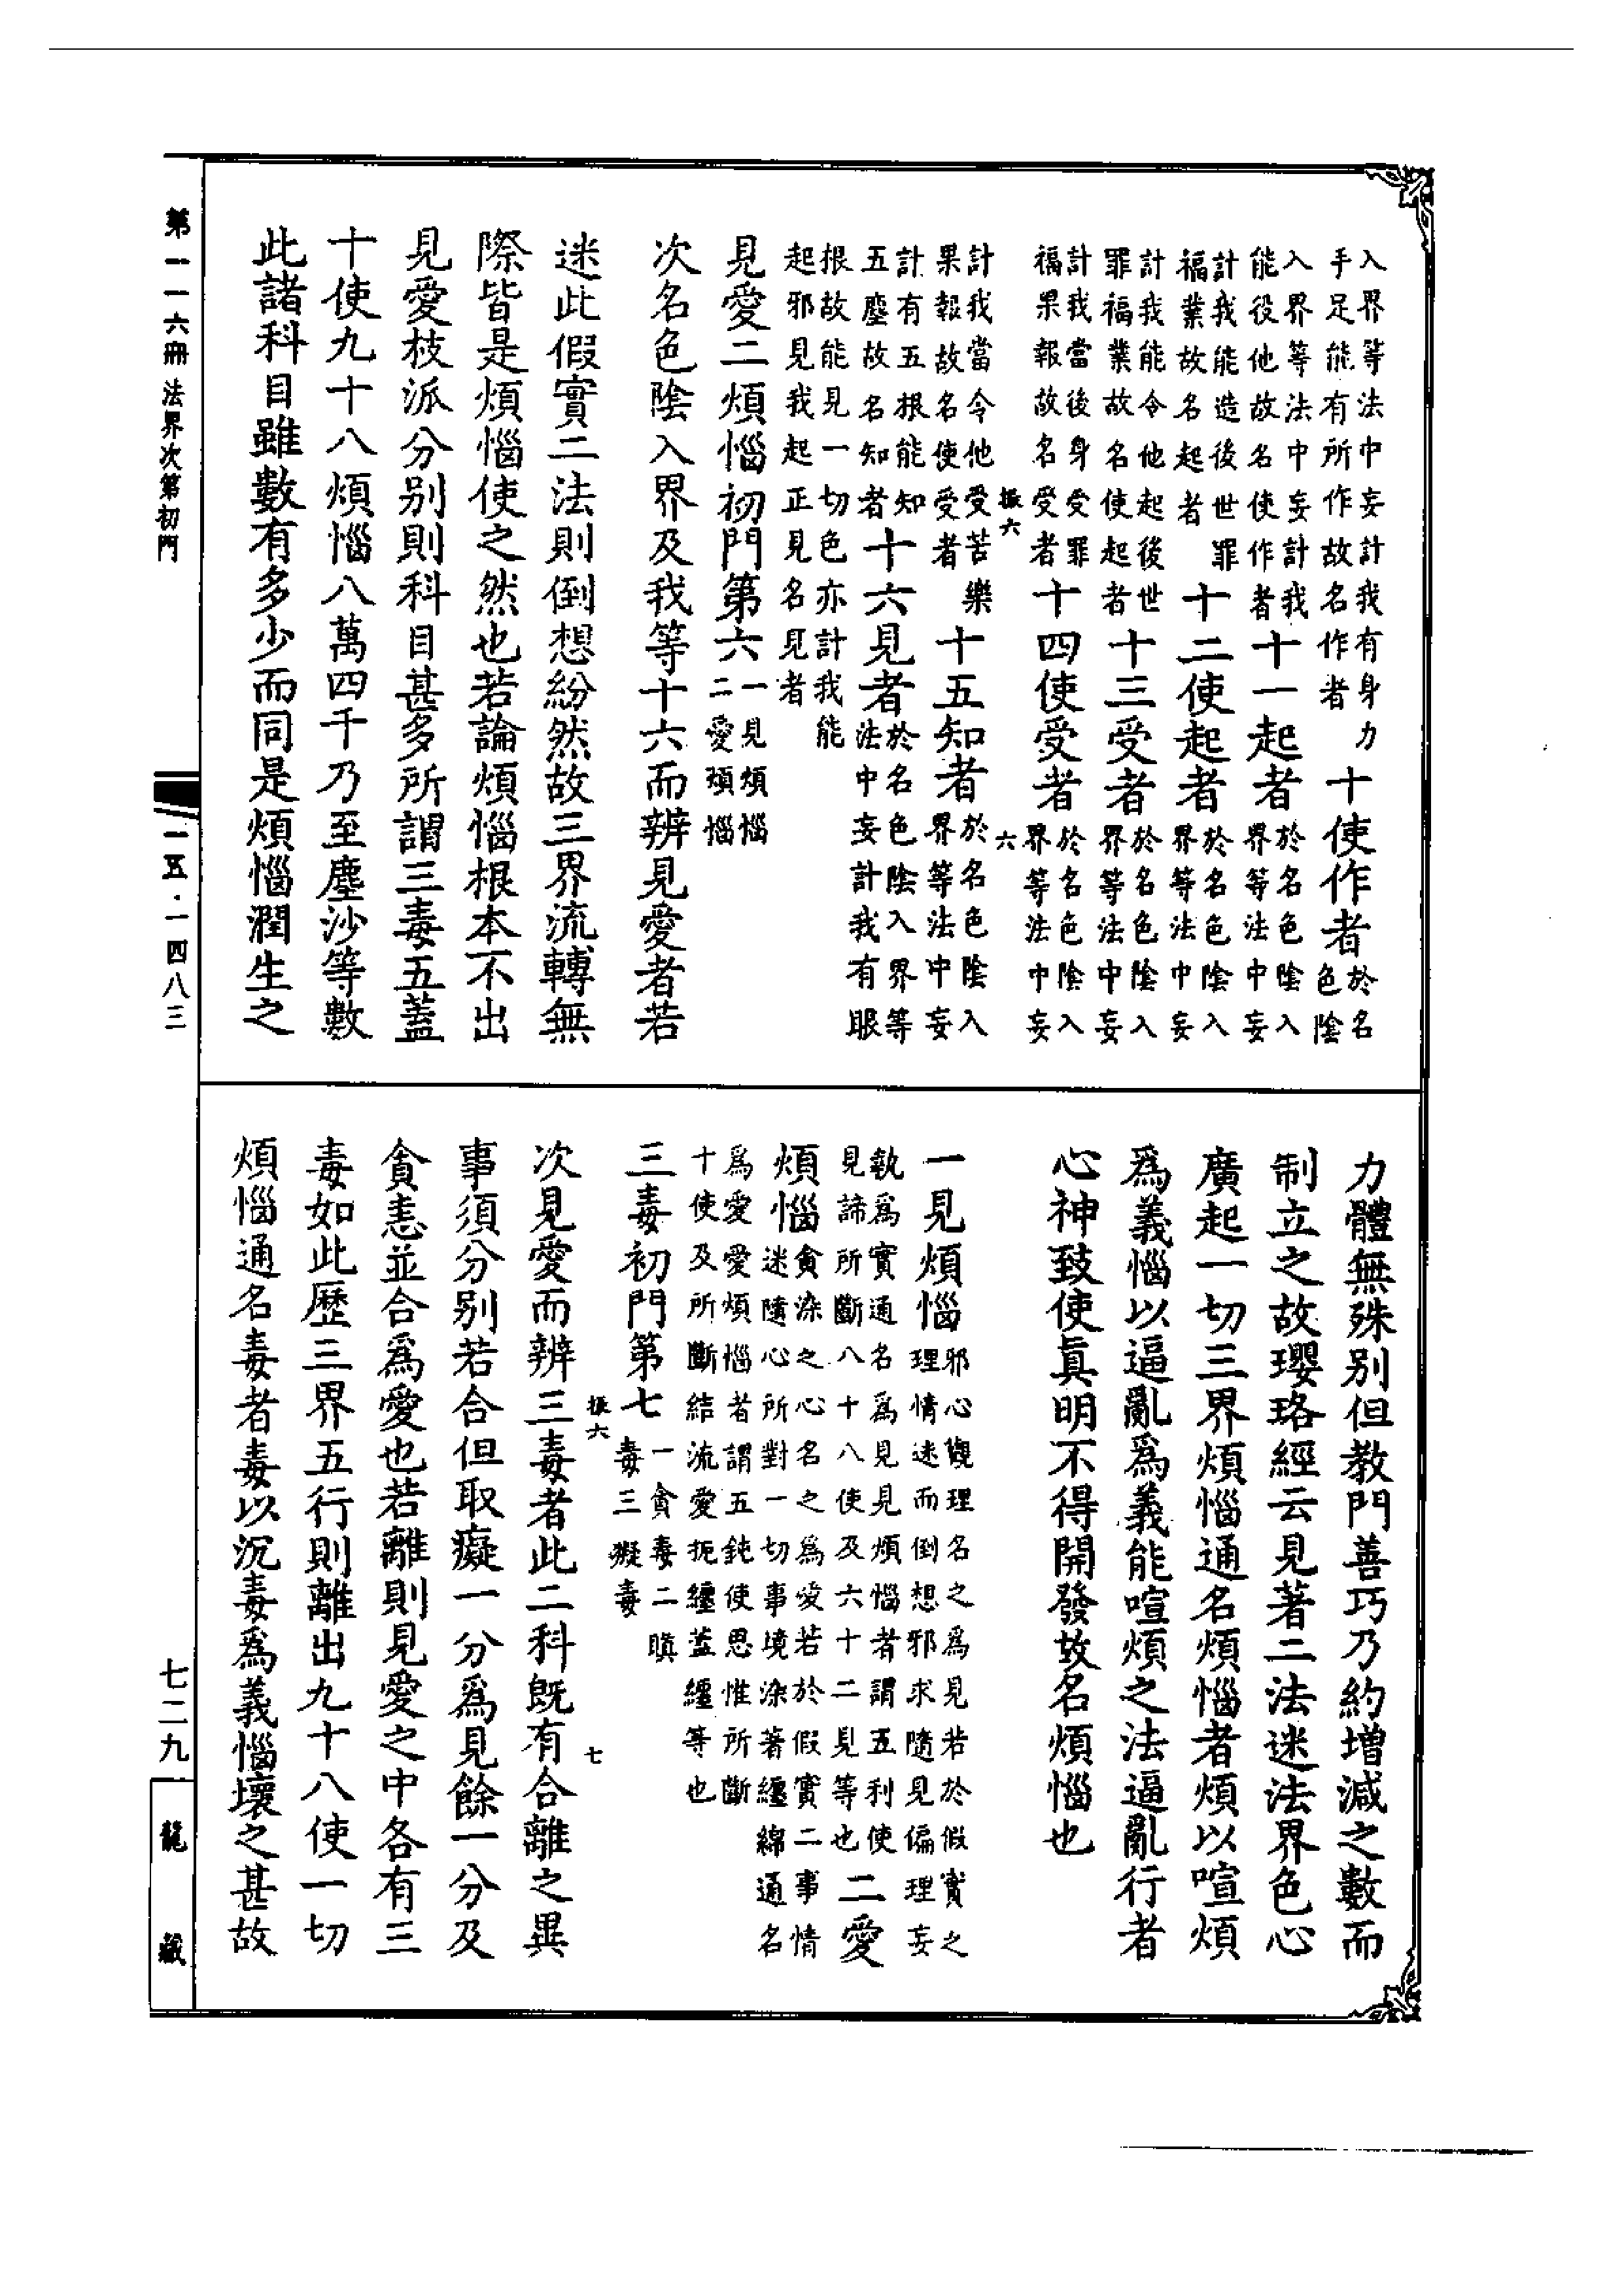 入界等法中妄計我有身力手足能有所作故名作者十使作者於名色陰
入界等法中妄計我能役他故名使作者十一起者於名色陰入界等法中妄
計我能造後世罪福業故名起者十二使起者於名色陰入界等法中妄
計我能令他起後世罪福業故名使起者十三受者於名色陰入界等法中妄
計我當後身受罪福果報故名受者十四使受者於名色陰入界等法中妄
振六 六
計我當令他受苦樂果報故名使受者十五知者於名色陰入界等法中妄
計有五根能知五塵故名知者十六見者於名色陰入界等法中妄計我有眼
根故能見一切色亦計我能起邪見我起正見名見者
見愛二煩惱初門第六一見煩惱二愛煩惱
次名色陰入界及我等十六而辨見愛者若
迷此假實二法則倒想紛然故三界流轉無
際皆是煩惱使之然也若論煩惱根本不出
見愛枝派分別則科目甚多所謂三毒五蓋
十使九十八煩惱八萬四千乃至塵沙等數
此諸科目雖數有多少而同是煩惱潤生之
力體無殊別但教門善巧乃約增減之數而
制立之故瓔珞經云見著二法迷法界色心
廣起一切三界煩惱通名煩惱者煩以喧煩
爲義惱以逼亂爲義能喧煩之法逼亂行者
心神致使眞明不得開發故名煩惱也
一見煩惱邪心觀理名之爲見若於假實之理情迷而倒想邪求隨見偏理妄
執爲實通名爲見見煩惱者謂五利使見諦所斷八十八使及六十二見等也二愛
煩惱貪染之心名之爲愛若於假實二事情迷隨心所對一切事境染著纏綿通名
爲愛愛煩惱者謂五鈍使思惟所斷十使及所斷結流愛扼纏蓋纏等也
三毒初門第七一貪毒二瞋毒三癡毒
振六 七
次見愛而辨三毒者此二科旣有合離之異
事須分別若合但取癡一分爲見餘一分及
貪恚並合爲愛也若離則見愛之中各有三
毒如此歷三界五行則離出九十八使一切
煩惱通名毒者毒以沉毒爲義惱壞之甚故
第一一六冊 法界次第初門
一五·一四八三
七二九
龍藏